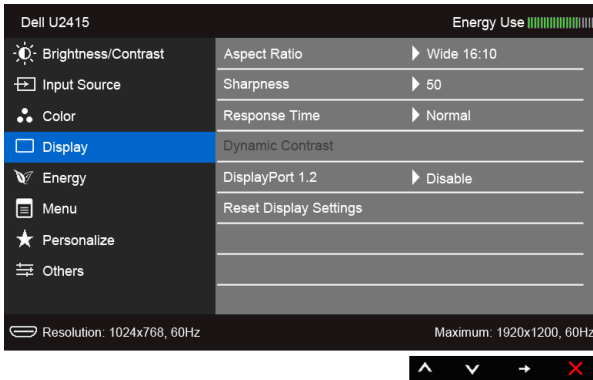 Dell U2415 Energy Use
Brightness/Contrast Aspect Ratio Wide 16:10
Input Source Sharpness 50
Color Response Time Normal
Display Dynamic Contrast
Energy DisplayPort 1.2 Disable
Menu Reset Display Settings
Personalize
Others
Resolution: 1024x768, 60Hz Maximum: 1920x1200, 60Hz